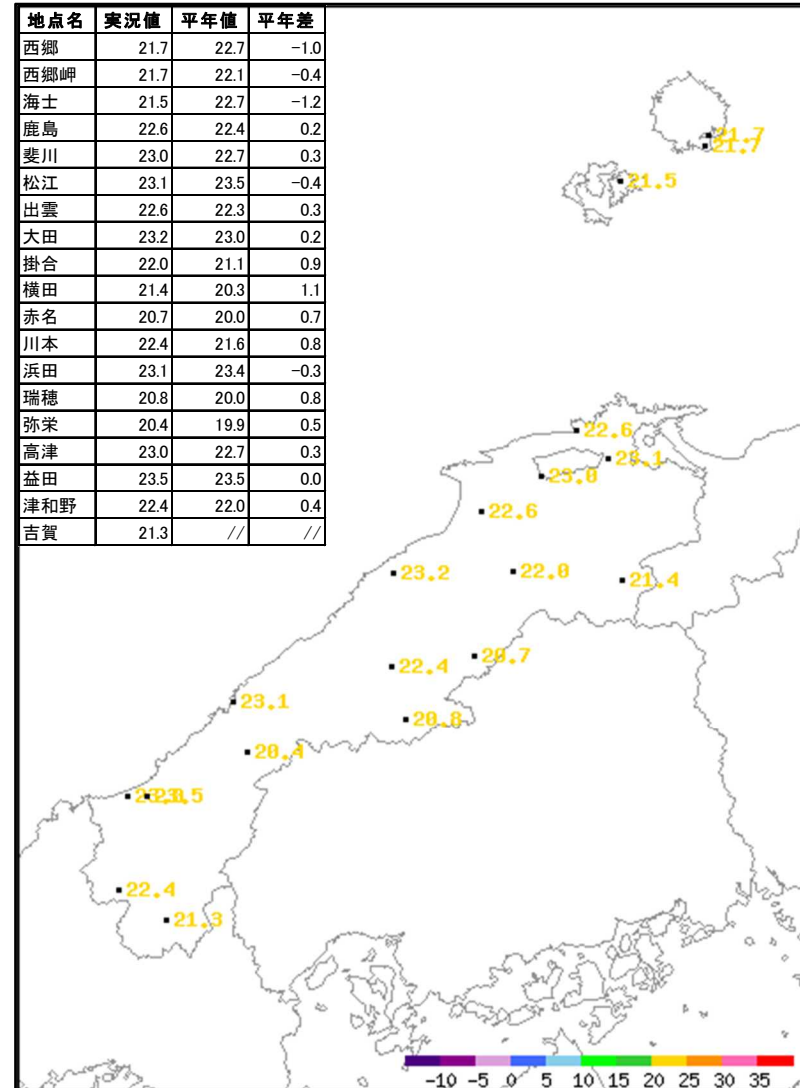 地点名 実況値 平年値 平年差
西郷 21.7 22.7 −1.0
西郷岬 21.7 22.1 −0.4
海士 21.5 22.7 −1.2
鹿島 22.6 22.4 0.2
斐川 23.0 22.7 0.3
松江 23.1 23.5 −0.4
出雲 22.6 22.3 0.3
大田 23.2 23.0 0.2
掛合 22.0 21.1 0.9
横田 21.4 20.3 1.1
赤名 20.7 20.0 0.7
川本 22.4 21.6 0.8
浜田 23.1 23.4 −0.3
瑞穂 20.8 20.0 0.8
弥栄 20.4 19.9 0.5
高津 23.0 22.7 0.3
益田 23.5 23.5 0.0
津和野 22.4 22.0 0.4
吉賀 21.3 // //
21.7
21.7
21.5
22.6
23.1
23.0
22.6
23.2
22.0
21.4
20.7
22.4
20.8
23.1
20.4
23.0
23.5
22.4
21.3
-10 -5 0 5 10 15 20 25 30 35